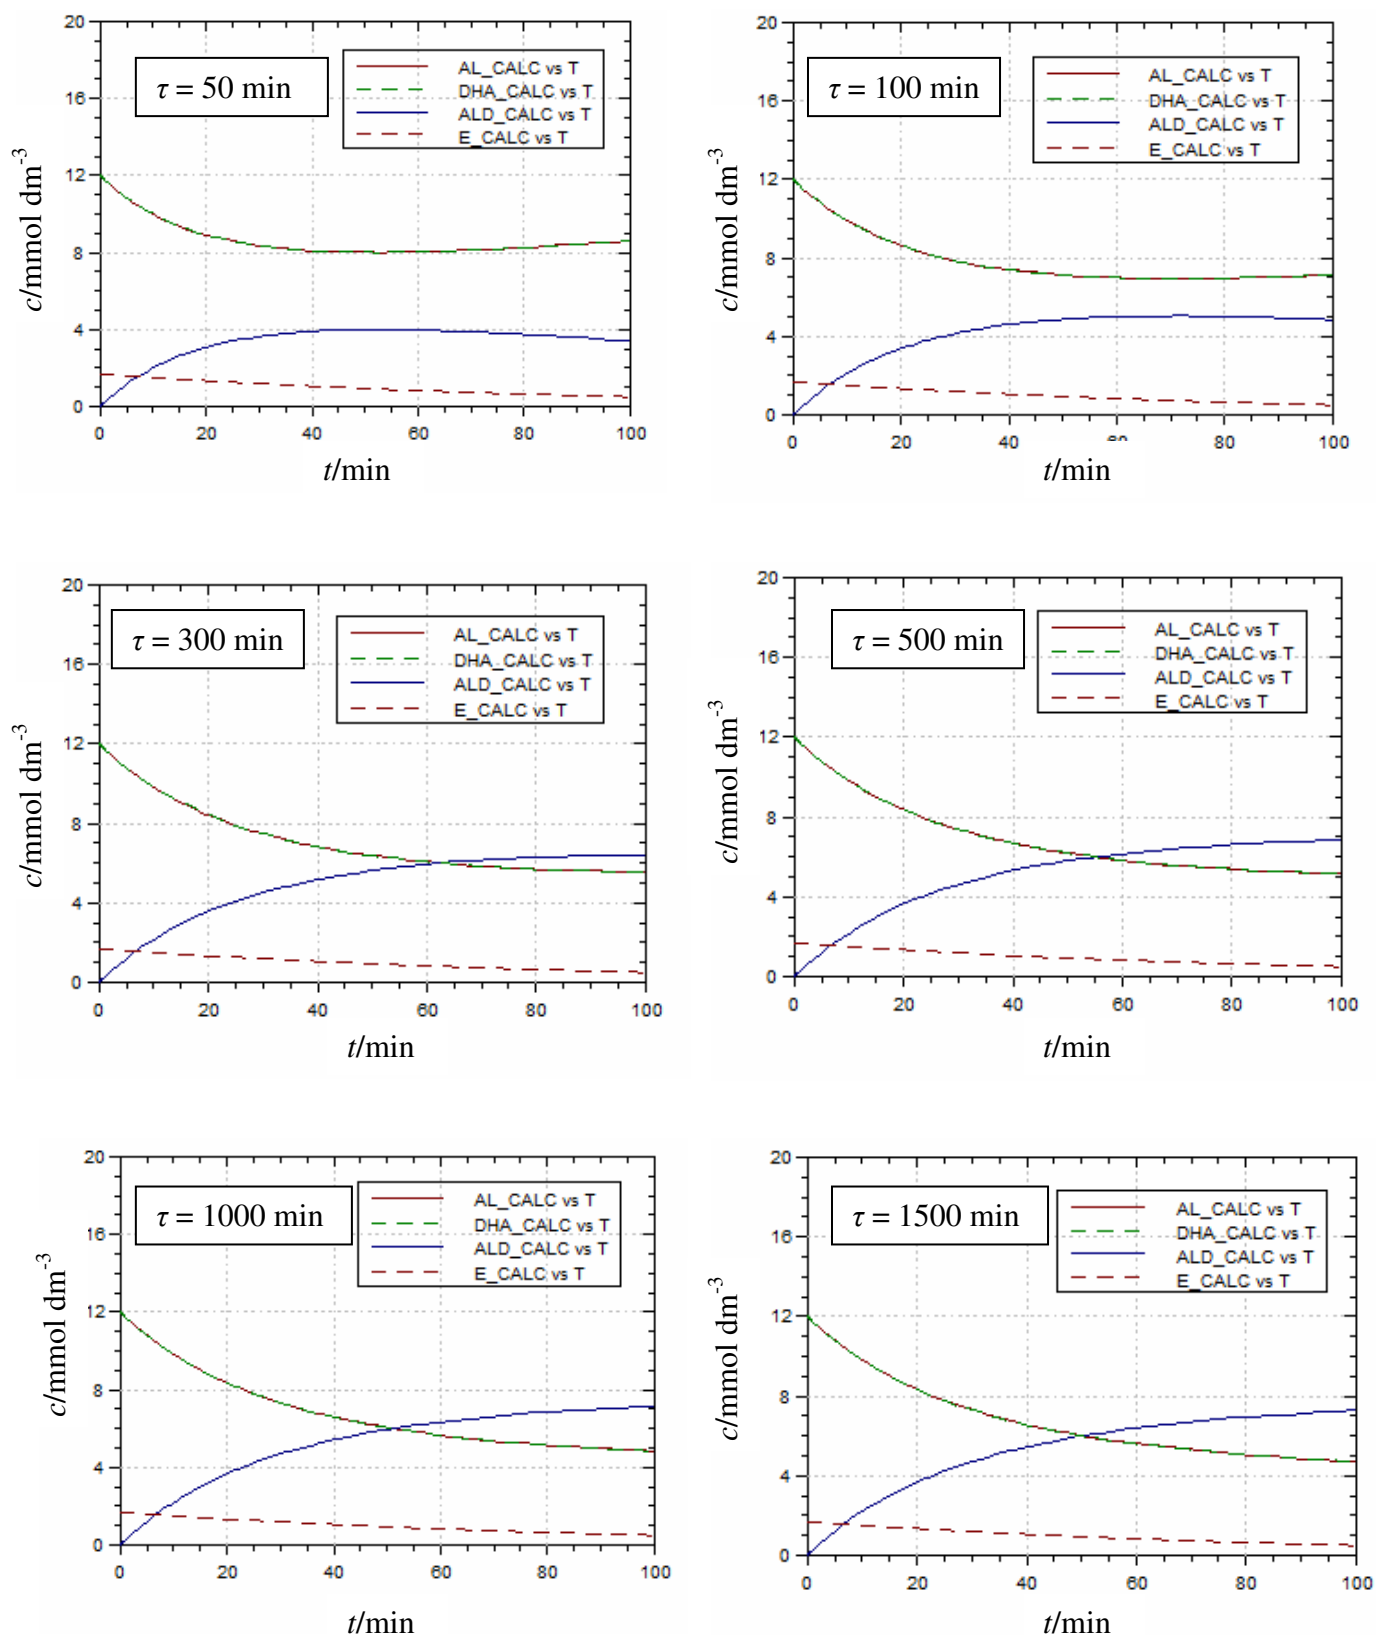 20
16
12
8
4
0
c/mmol dm-3
τ = 50 min
AL_CALC vs T
DHA_CALC vs T
ALD_CALC vs T
E_CALC vs T
0 20 40 60 80 100
t/min
20
16
12
8
4
0
c/mmol dm-3
τ = 100 min
AL_CALC vs T
DHA_CALC vs T
ALD_CALC vs T
E_CALC vs T
0 20 40 80 100
t/min
20
16
12
8
4
0
c/mmol dm-3
τ = 300 min
AL_CALC vs T
DHA_CALC vs T
ALD_CALC vs T
E_CALC vs T
0 20 40 60 80 100
t/min
20
16
12
8
4
0
c/mmol dm-3
τ = 500 min
AL_CALC vs T
DHA_CALC vs T
ALD_CALC vs T
E_CALC vs T
0 20 40 60 80 100
t/min
20
16
12
8
4
0
c/mmol dm-3
τ = 1000 min
AL_CALC vs T
DHA_CALC vs T
ALD_CALC vs T
E_CALC vs T
0 20 40 60 80 100
t/min
20
16
12
8
4
0
c/mmol dm-3
τ = 1500 min
AL_CALC vs T
DHA_CALC vs T
ALD_CALC vs T
E_CALC vs T
0 20 40 60 80 100
t/min